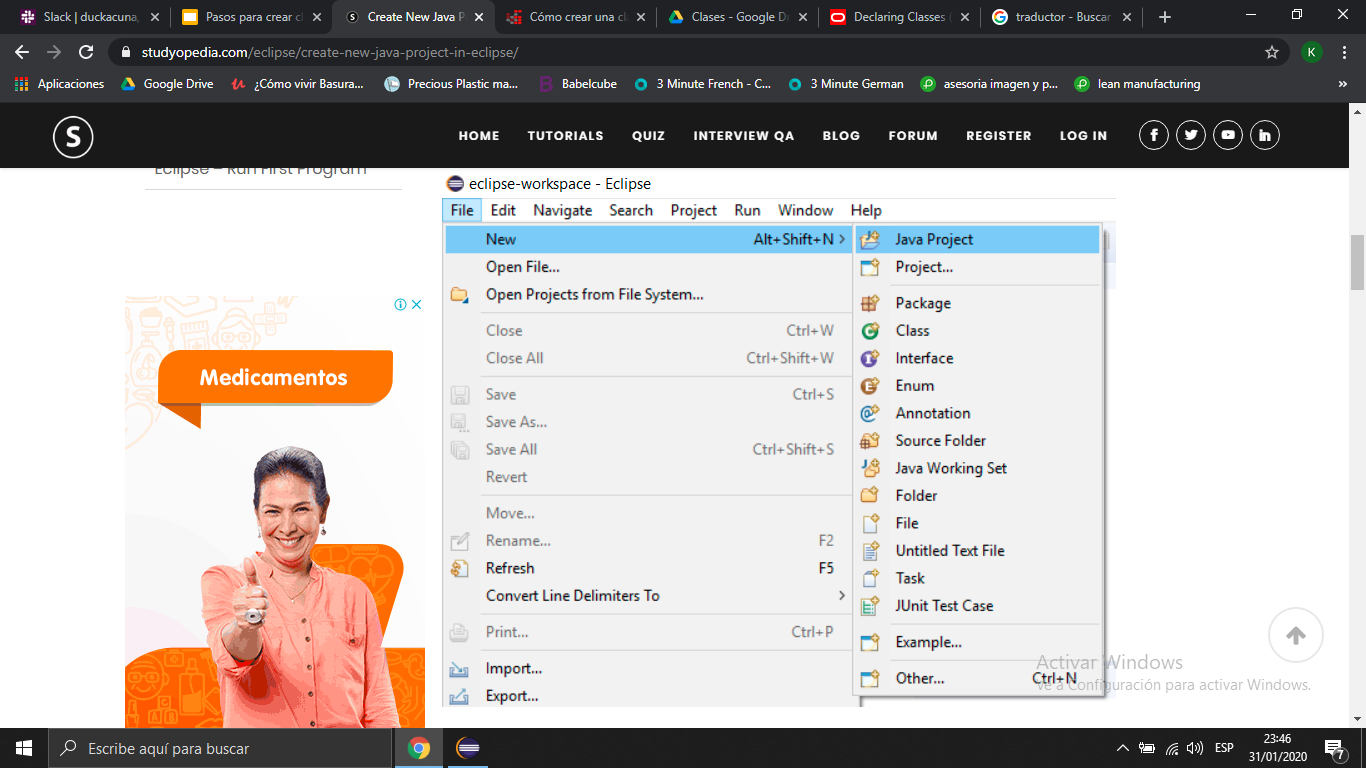 Slack | duckacuna,
Pasos para crear cl
Create New Java P
Cómo crear una cl
Clases - Google Dr
Declaring Classes (
traductor - Buscar
studyopedia.com/eclipse/create-new-java-project-in-eclipse/
K
Aplicaciones
Google Drive
¿Cómo vivir Basura...
Precious Plastic ma...
Babelcube
3 Minute French - C...
3 Minute German
asesoria imagen y p...
lean manufacturing
»
S
HOME
TUTORIALS
QUIZ
INTERVIEW QA
BLOG
FORUM
REGISTER
LOG IN
Eclipse – Run First Program
Medicamentos
eclipse-workspace - Eclipse
File Edit Navigate Search Project Run Window Help
New Alt+Shift+N
Open File...
Open Projects from File System...
Close Ctrl+W
Close All Ctrl+Shift+W
Save Ctrl+S
Save As...
Save All Ctrl+Shift+S
Revert
Move...
Rename... F2
Refresh F5
Convert Line Delimiters To
Print... Ctrl+P
Import...
Export...
Java Project
Project...
Package
Class
Interface
Enum
Annotation
Source Folder
Java Working Set
Folder
File
Untitled Text File
Task
JUnit Test Case
Example...
Other... Ctrl+N
Activar Windows
Ve a Configuración para activar Windows.
Escribe aquí para buscar
ESP
23:46
31/01/2020
7